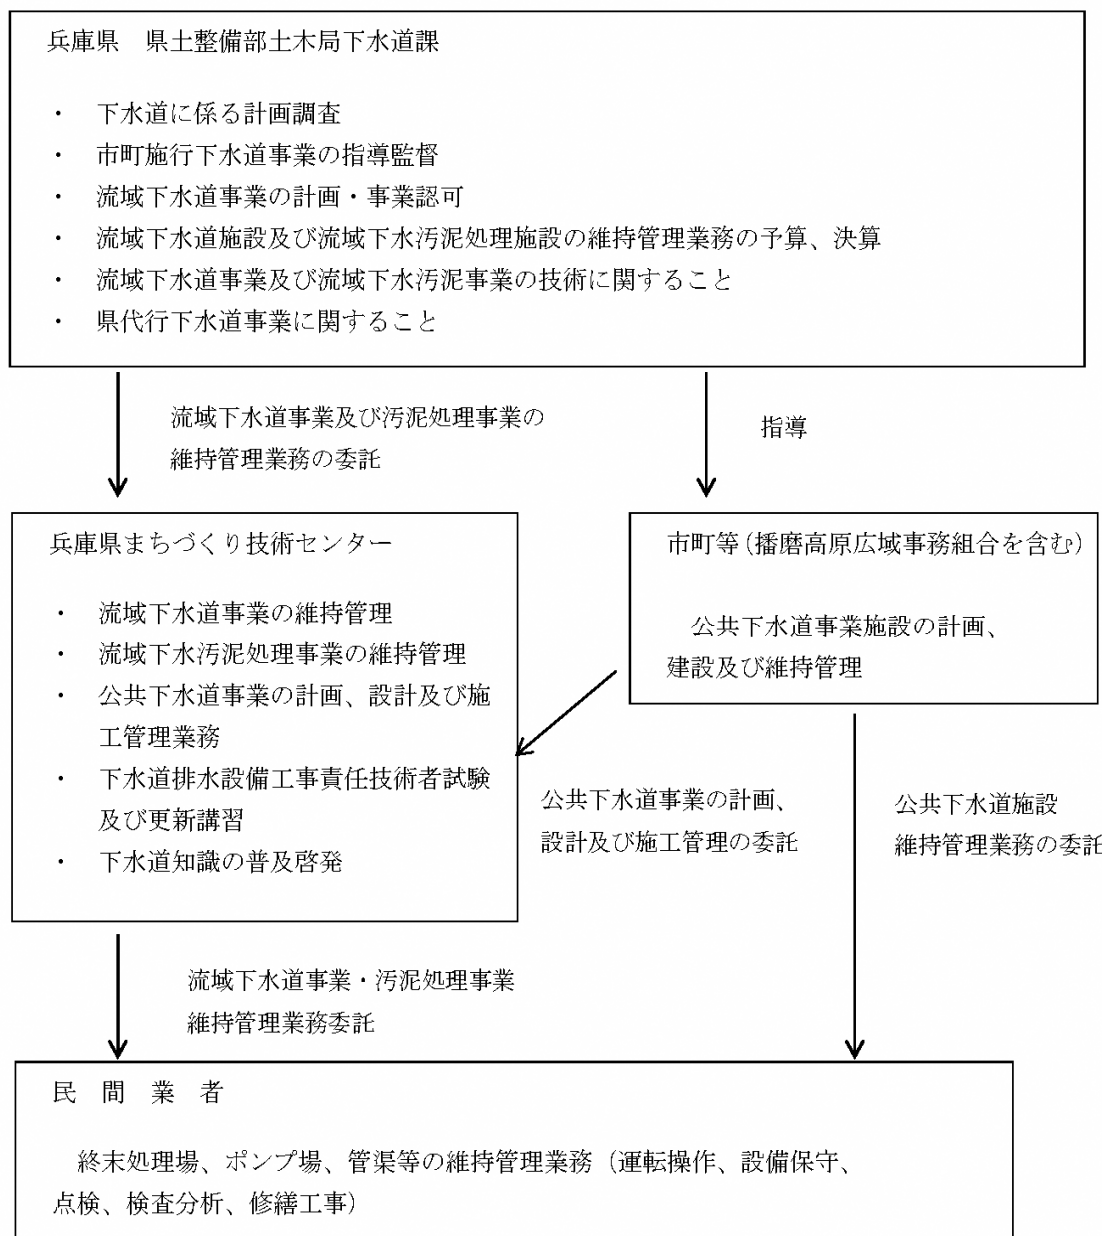 兵庫県　県土整備部土木局下水道課
・　下水道に係る計画調査
・　市町施行下水道事業の指導監督
・　流域下水道事業の計画・事業認可
・　流域下水道施設及び流域下水汚泥処理施設の維持管理業務の予算、決算
・　流域下水道事業及び流域下水汚泥事業の技術に関すること
・　県代行下水道事業に関すること
流域下水道事業及び汚泥処理事業の
維持管理業務の委託
指導
兵庫県まちづくり技術センター
・　流域下水道事業の維持管理
・　流域下水汚泥処理事業の維持管理
・　公共下水道事業の計画、設計及び施
工管理業務
・　下水道排水設備工事責任技術者試験
及び更新講習
・　下水道知識の普及啓発
市町等（播磨高原広域事務組合を含む）
公共下水道事業施設の計画、
建設及び維持管理
公共下水道事業の計画、
設計及び施工管理の委託
公共下水道施設
維持管理業務の委託
流域下水道事業・汚泥処理事業
維持管理業務委託
民　間　業　者
終末処理場、ポンプ場、管渠等の維持管理業務（運転操作、設備保守、
点検、検査分析、修繕工事）